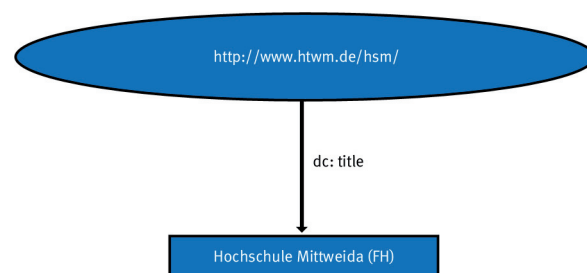 http://www.htwm.de/hsm/
dc: title
Hochschule Mittweida (FH)